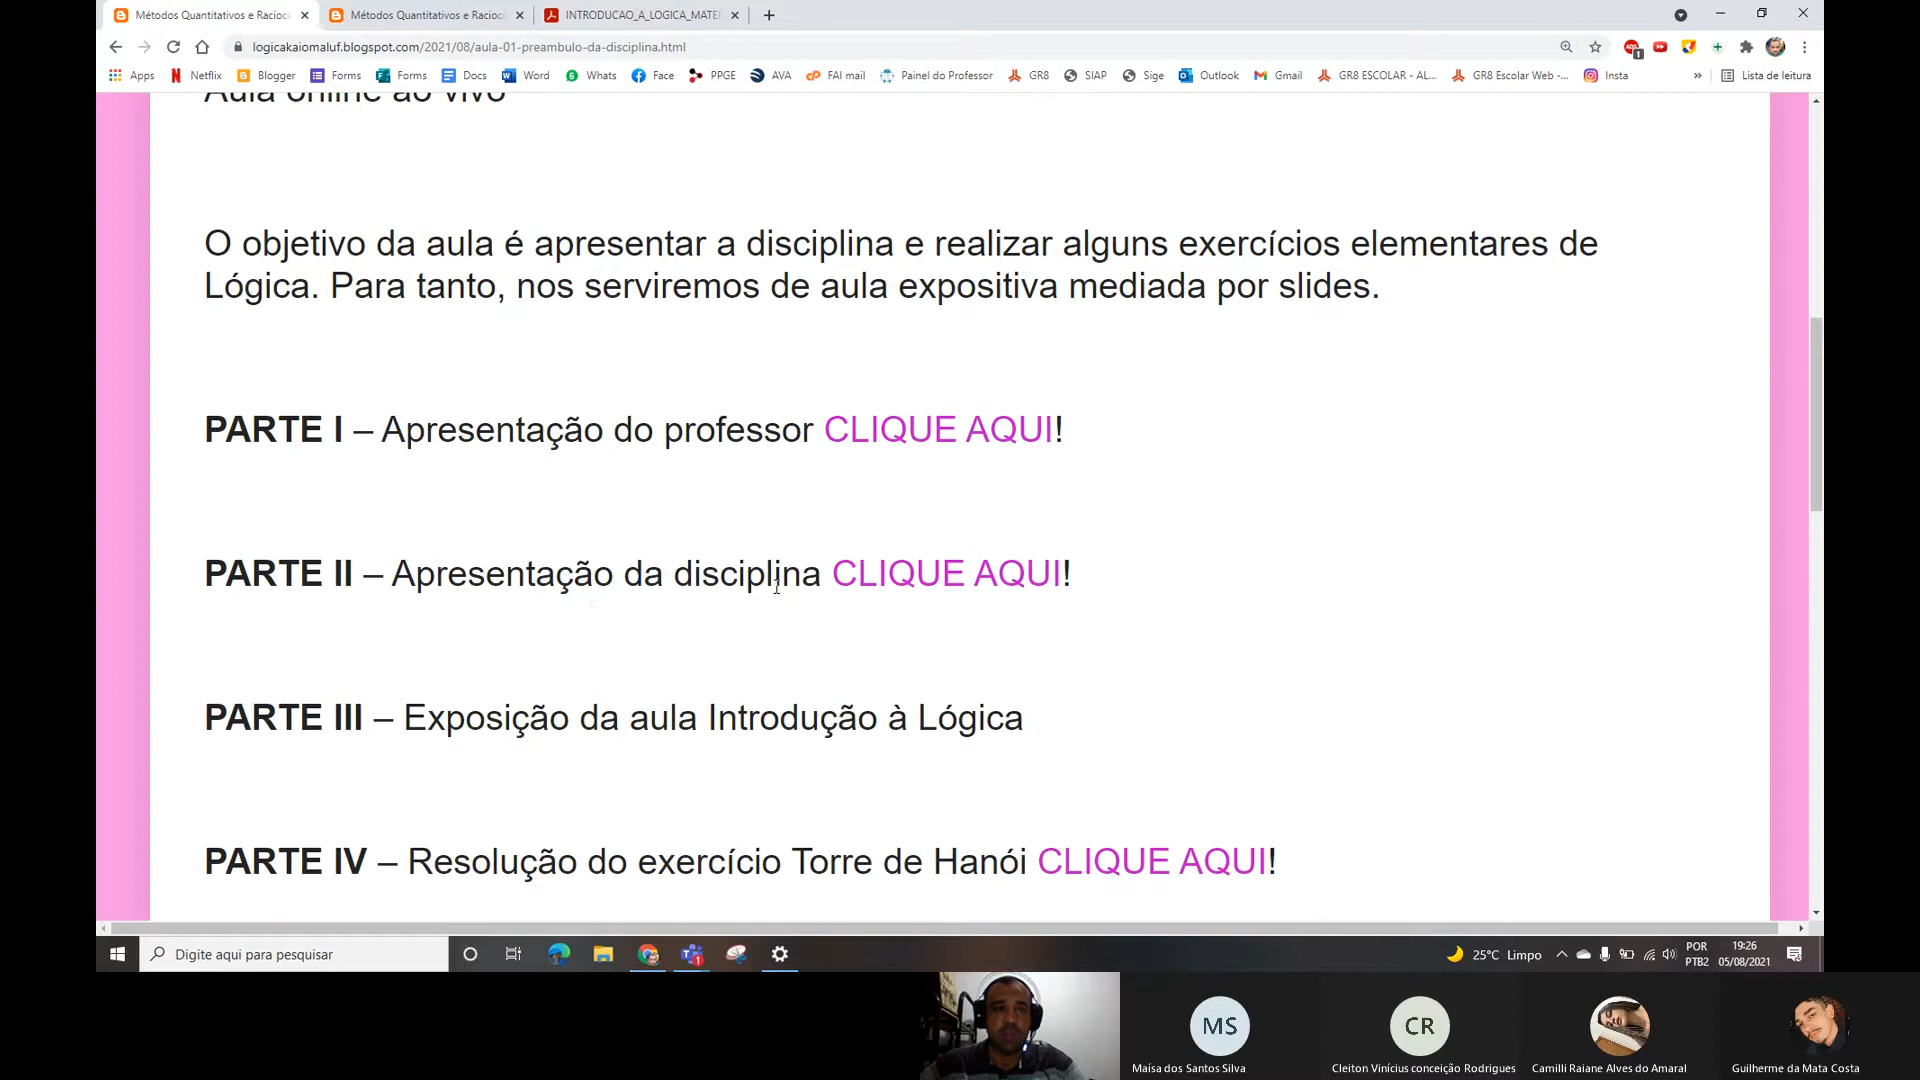 Métodos Quantitativos e Racioc
Métodos Quantitativos e Racioc
INTRODUCAO_A_LOGICA_MATE
logicakaiomaluf.blogspot.com/2021/08/aula-01-preambulo-da-disciplina.html
Apps Netflix Blogger Forms Forms Docs Word Whats Face PPGE AVA FAI mail Painel do Professor GR8 SIAP Sige Outlook Gmail GR8 ESCOLAR - AL... GR8 Escolar Web -... Insta » Lista de leitura
Aula online ao vivo
O objetivo da aula é apresentar a disciplina e realizar alguns exercícios elementares de
Lógica. Para tanto, nos serviremos de aula expositiva mediada por slides.
PARTE I – Apresentação do professor CLIQUE AQUI!
PARTE II – Apresentação da disciplina CLIQUE AQUI!
PARTE III – Exposição da aula Introdução à Lógica
PARTE IV – Resolução do exercício Torre de Hanói CLIQUE AQUI!
Digite aqui para pesquisar
25°C Limpo
POR
PTB2
19:26
05/08/2021
MS
CR
Maísa dos Santos Silva
Cleiton Vinícius conceição Rodrigues
Camilli Raiane Alves do Amaral
Guilherme da Mata Costa